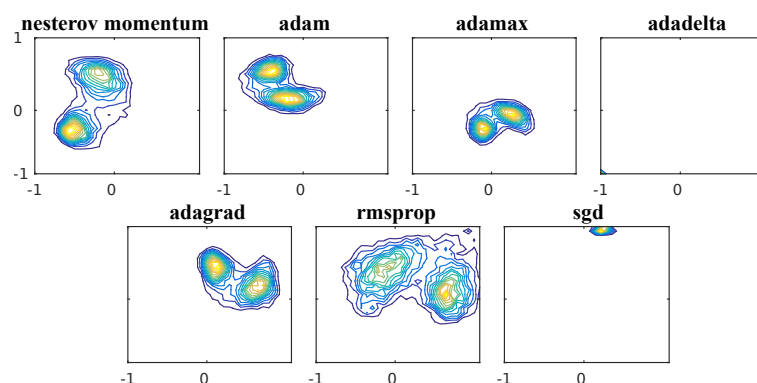 nesterov momentum adam adamax adadelta
1
0
-1
-1 0 -1 0 -1 0 -1 0
adagrad rmsprop sgd
-1 0 -1 0 -1 0